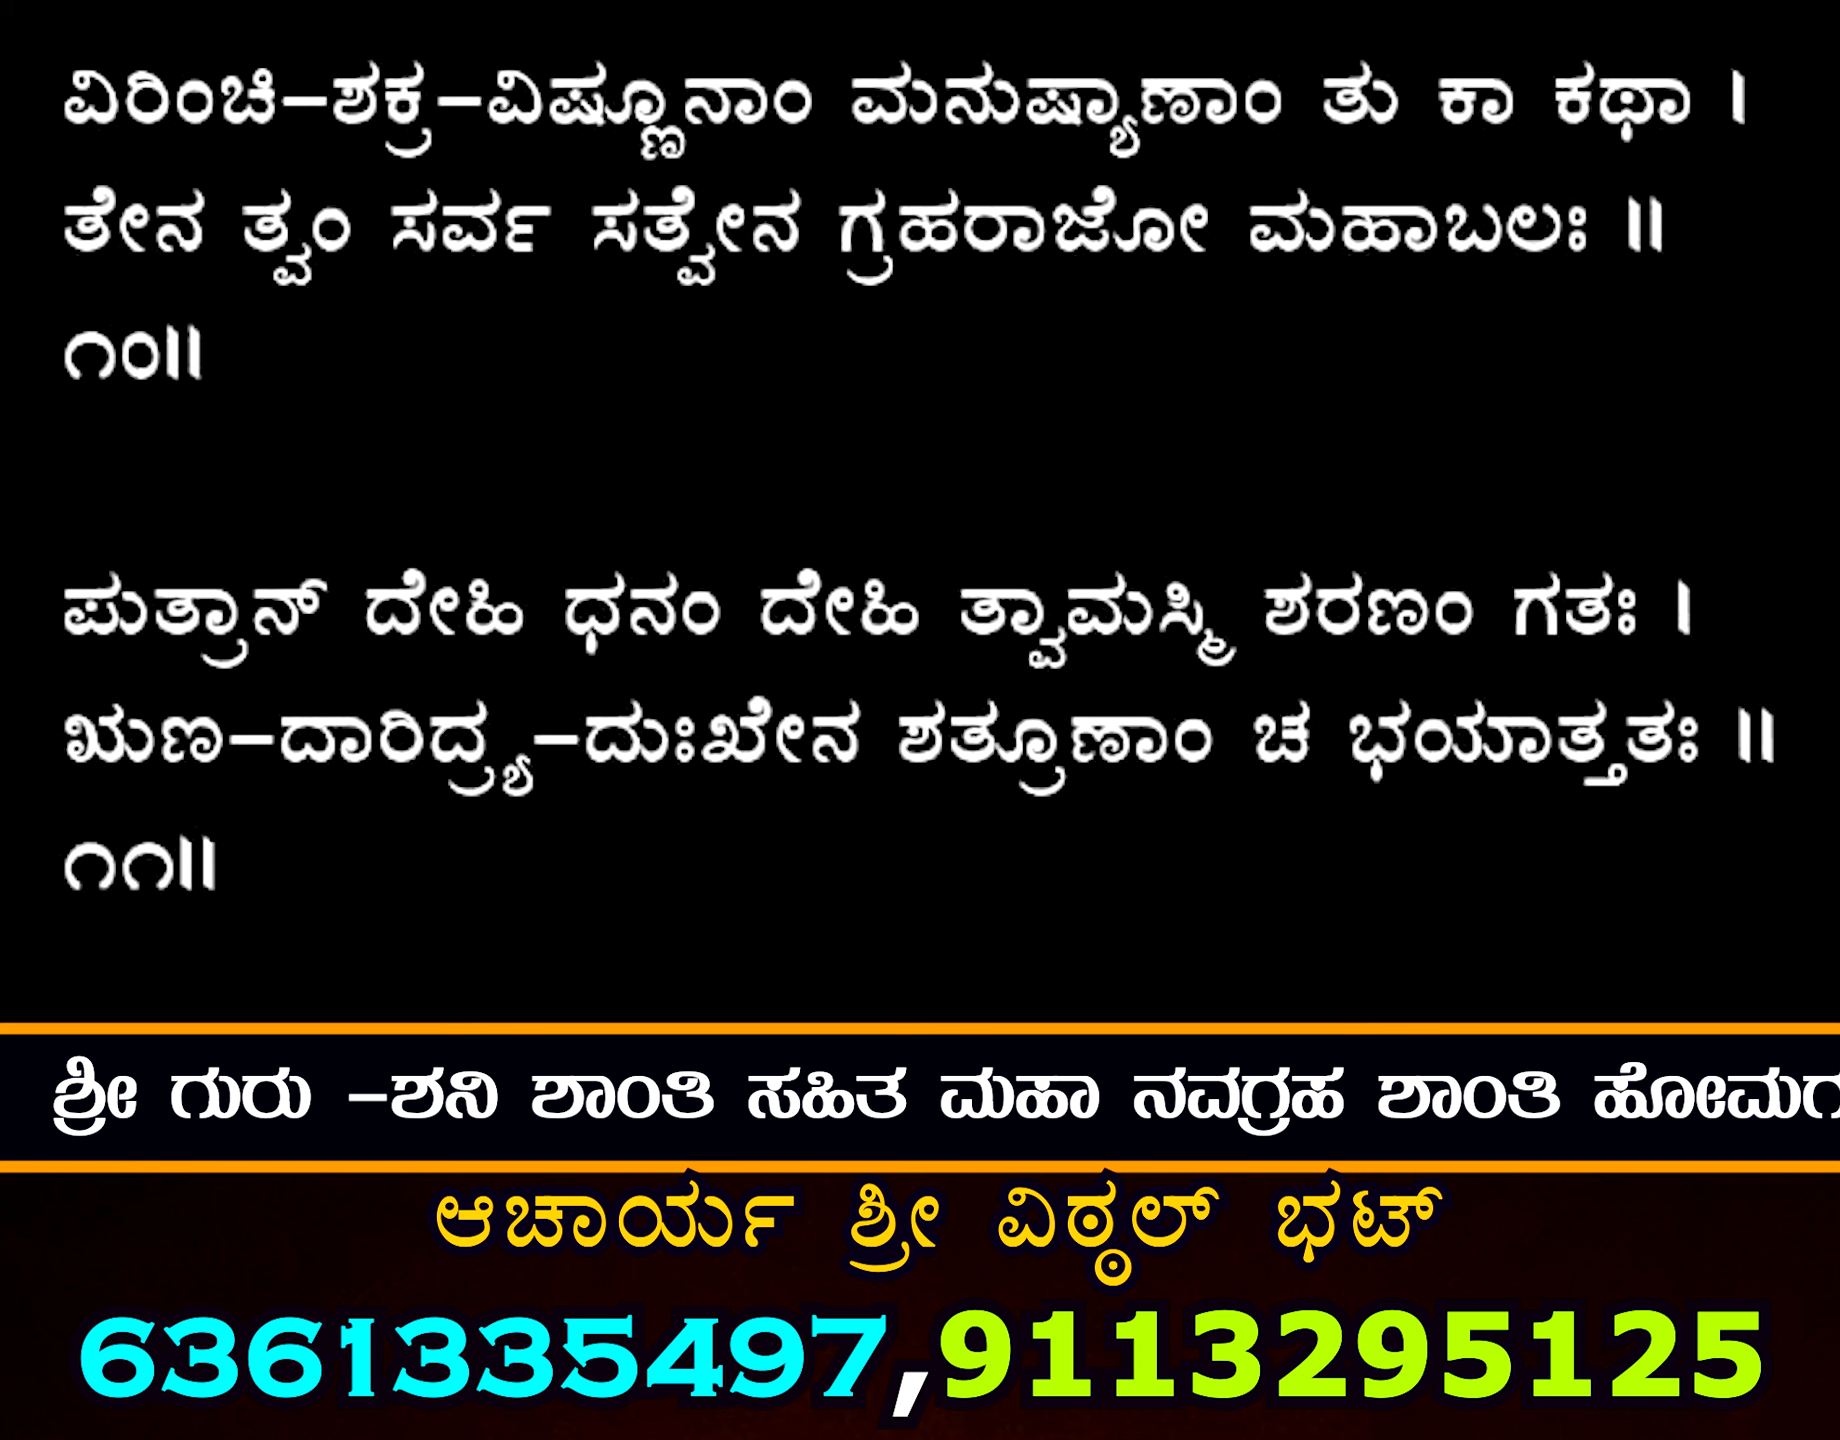 ವಿರಿಂಚಿ-ಶಕ್ರ-ವಿಷ್ಣೂನಾಂ ಮನುಷ್ಯಾಣಾಂ ತು ಕಾ ಕಥಾ ।
ತೇನ ತ್ವಂ ಸರ್ವ ಸತ್ವೇನ ಗ್ರಹರಾಜೋ ಮಹಾಬಲಃ ॥
೧೦॥
ಪುತ್ರಾನ್ ದೇಹಿ ಧನಂ ದೇಹಿ ತ್ವಾಮಸ್ಮಿ ಶರಣಂ ಗತಃ ।
ಋಣ-ದಾರಿದ್ರ್ಯ-ದುಃಖೇನ ಶತ್ರೂಣಾಂ ಚ ಭಯಾತ್ತತಃ ॥
೧೧॥
ಶ್ರೀ ಗುರು -ಶನಿ ಶಾಂತಿ ಸಹಿತ ಮಹಾ ನವಗ್ರಹ ಶಾಂತಿ
ಆಚಾರ್ಯ ಶ್ರೀ ವಿಠ್ಠಲ್ ಭಟ್
6361335497,9113295125